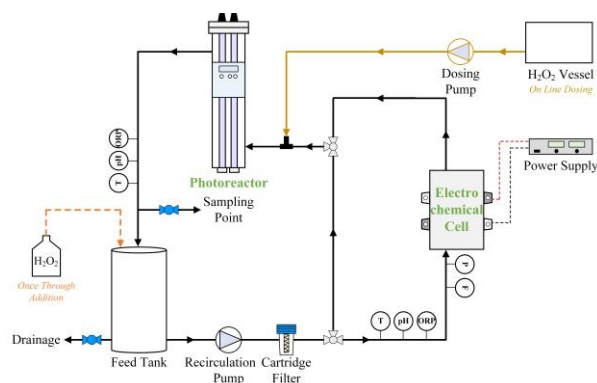 Dosing
Pump
H₂O₂ Vessel
On Line Dosing
ORP
pH
T
Photoreactor
Sampling
Point
Power Supply
Electro
chemical
Cell
H₂O₂
Once Through
Addition
P
F
T
pH
ORP
Drainage
Feed Tank
Recirculation
Pump
Cartridge
Filter